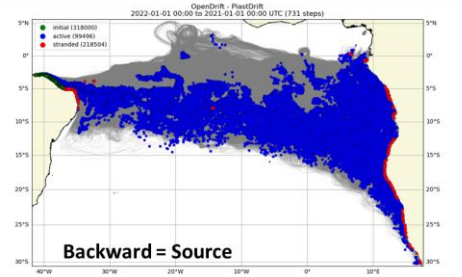 OpenDrift - PlastDrift
2022-01-01 00:00 to 2021-01-01 00:00 UTC (731 steps)
initial (318000)
active (99496)
stranded (218504)
5°N 5°N
0° 0°
5°S 5°S
10°S 10°S
15°S 15°S
20°S 20°S
25°S 25°S
30°S 30°S
Backward = Source
40°W 30°W 20°W 10°W 0° 10°E